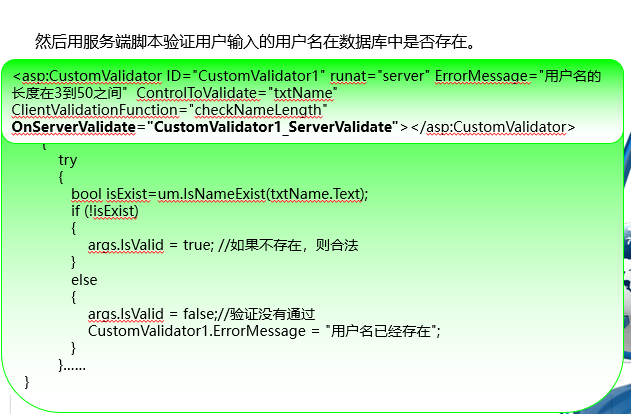 然后用服务端脚本验证用户输入的用户名在数据库中是否存在。
<asp:CustomValidator ID="CustomValidator1" runat="server" ErrorMessage="用户名的
长度在3到50之间"  ControlToValidate="txtName"
ClientValidationFunction="checkNameLength"
OnServerValidate="CustomValidator1_ServerValidate"></asp:CustomValidator>
{
try
{
bool isExist=um.IsNameExist(txtName.Text);
if (!isExist)
{
args.IsValid = true; //如果不存在，则合法
}
else
{
args.IsValid = false;//验证没有通过
CustomValidator1.ErrorMessage = "用户名已经存在";
}
}......
}